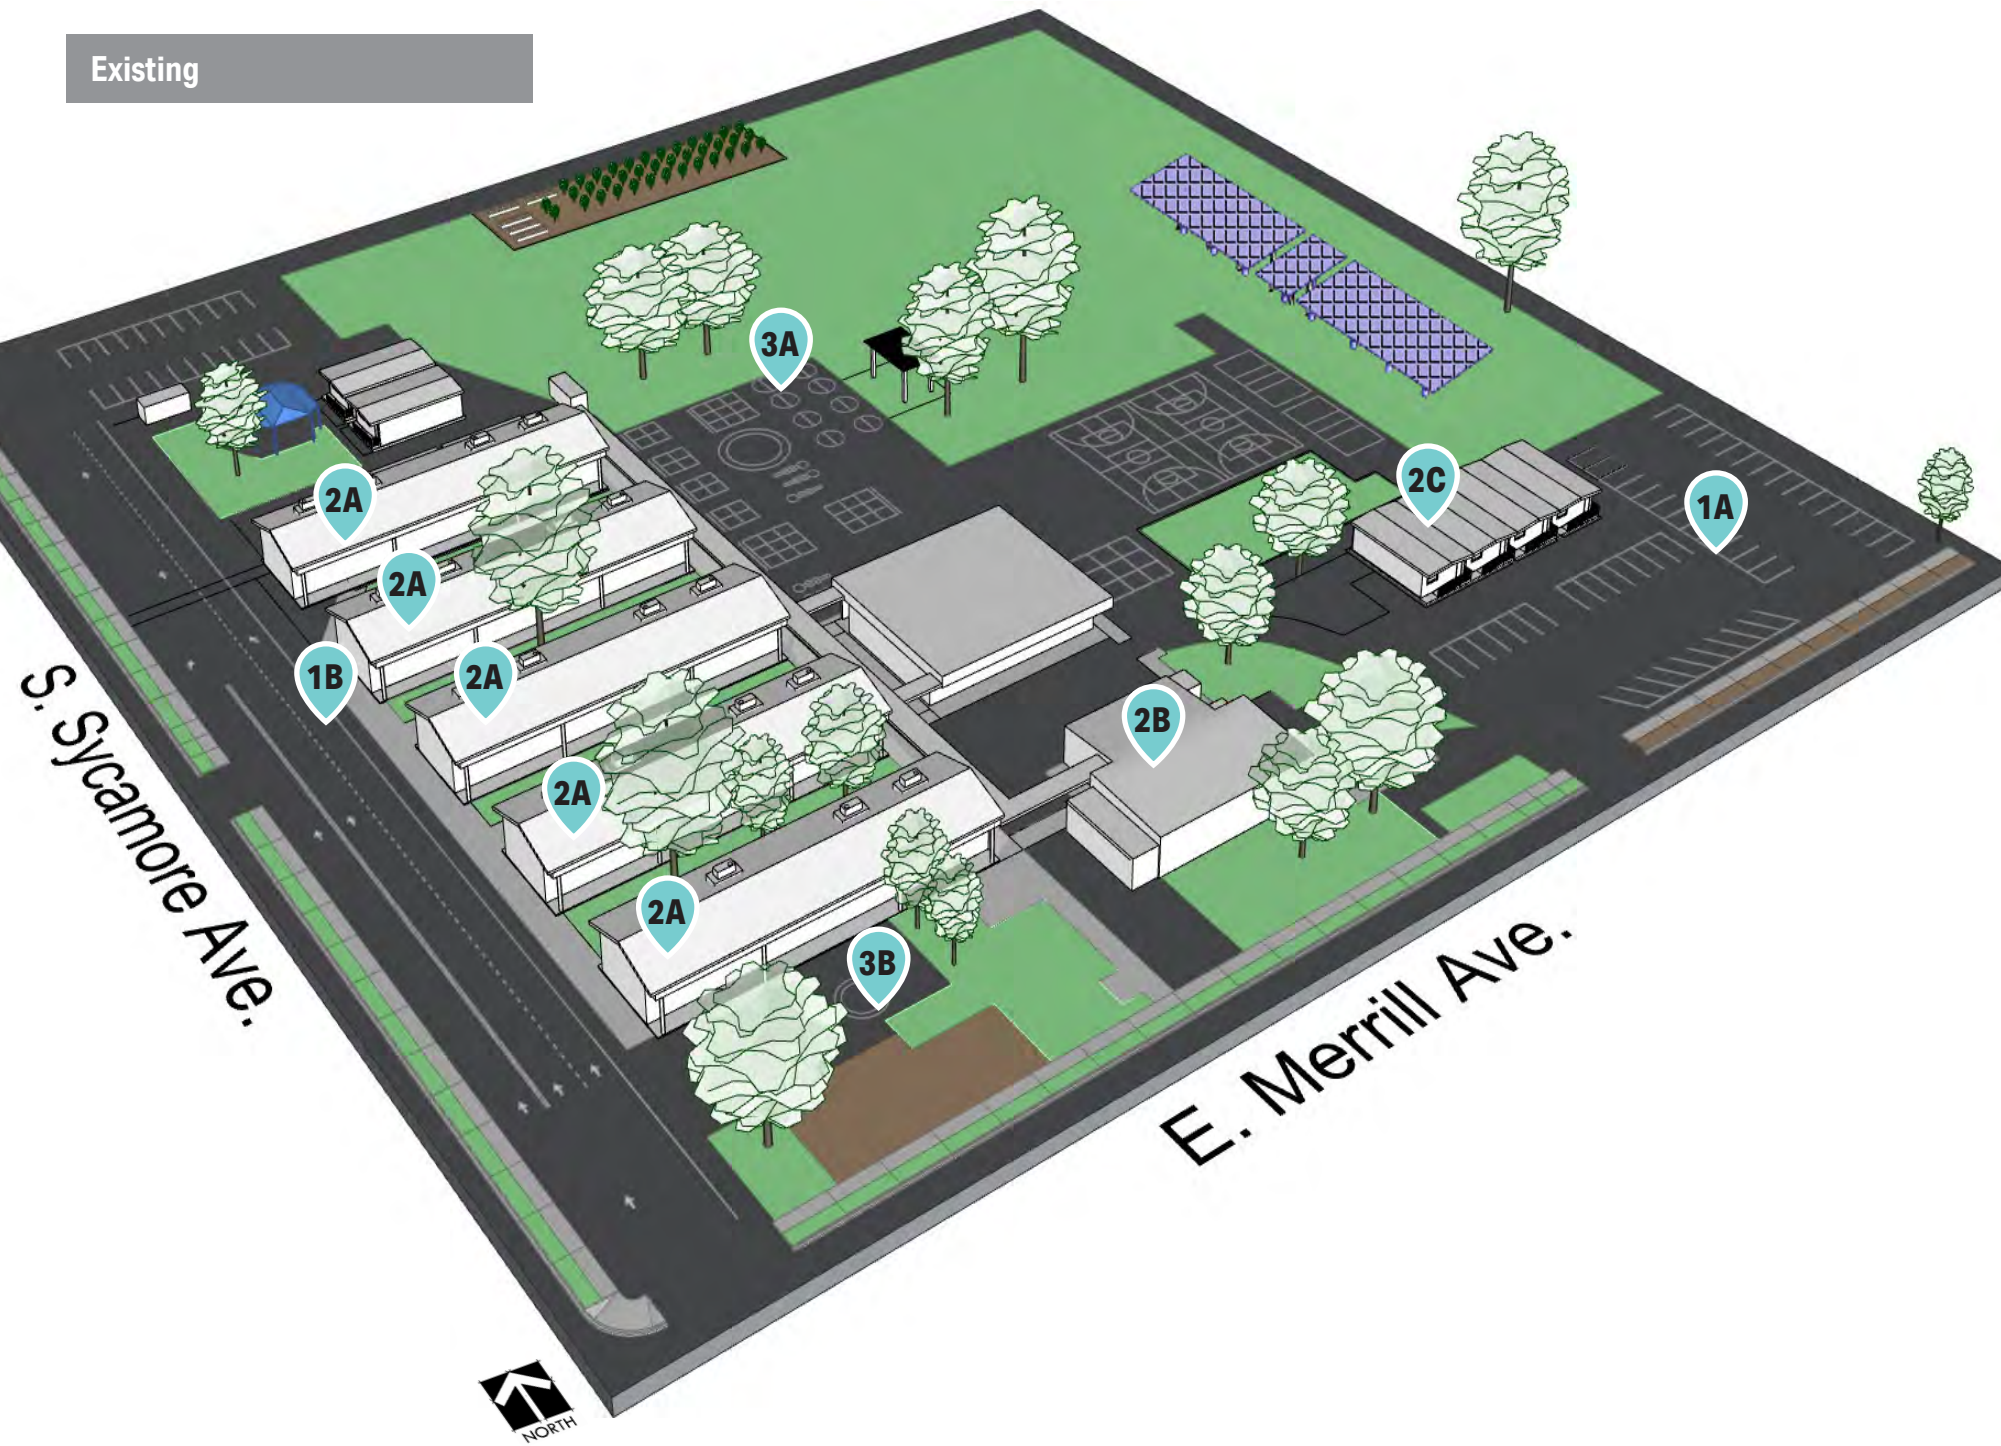 Existing
3A
2C
2A
1A
2A
1B
2A
2B
2A
2A
3B
S. Sycamore Ave.
E. Merrill Ave.
NORTH